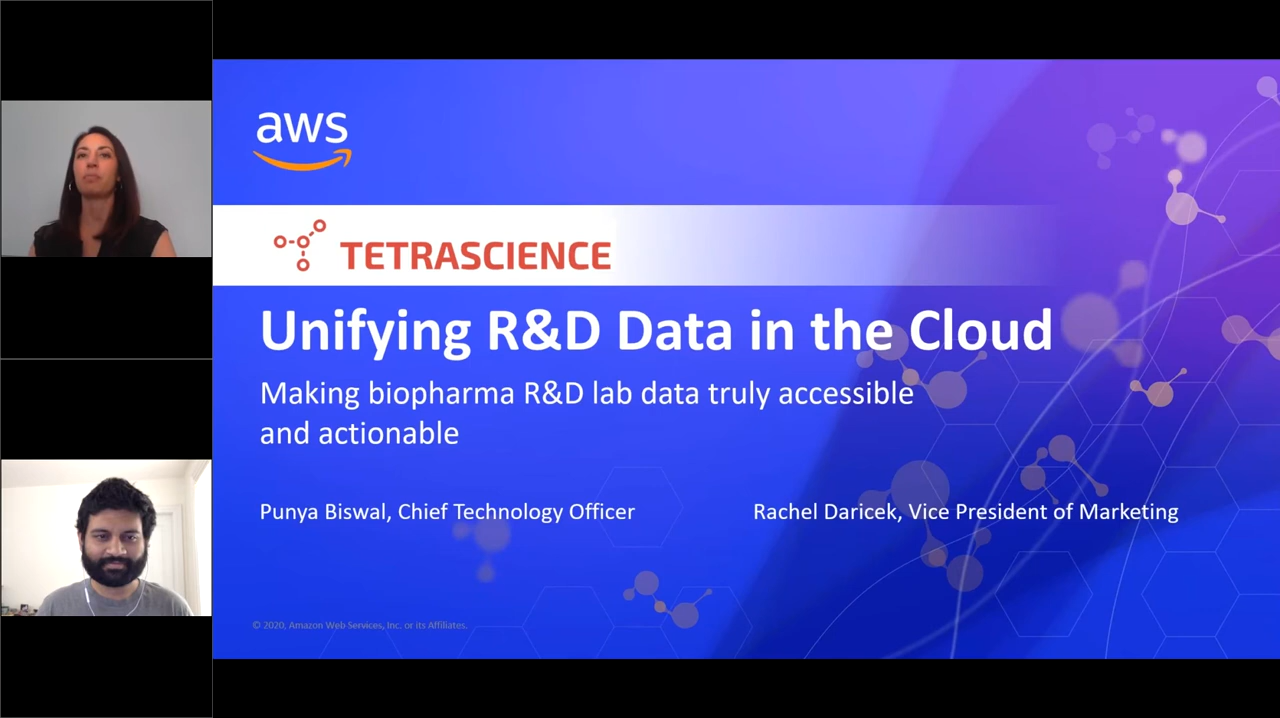 aws
TETRASCIENCE
Unifying R&D Data in the Cloud
Making biopharma R&D lab data truly accessible
and actionable
Punya Biswal, Chief Technology Officer
Rachel Daricek, Vice President of Marketing
© 2020, Amazon Web Services, Inc. or its Affiliates.